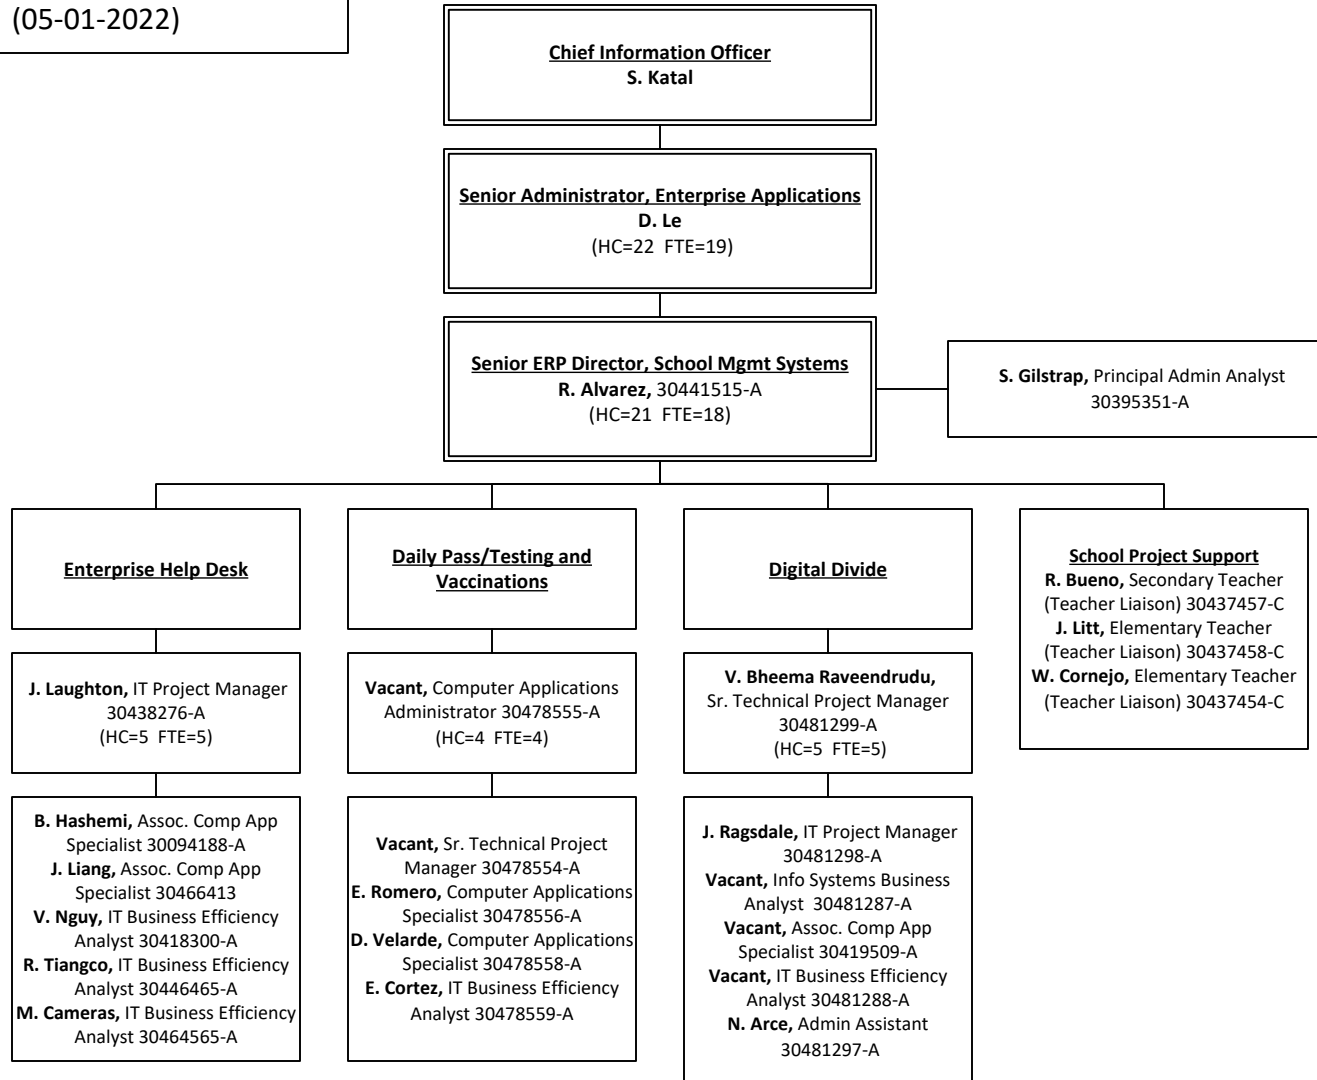 (05-01-2022)
Chief Information Officer
S. Katal
Senior Administrator, Enterprise Applications
D. Le
(HC=22 FTE=19)
Senior ERP Director, School Mgmt Systems
R. Alvarez, 30441515-A
(HC=21 FTE=18)
S. Gilstrap, Principal Admin Analyst
30395351-A
Enterprise Help Desk
Daily Pass/Testing and
Vaccinations
Digital Divide
School Project Support
R. Bueno, Secondary Teacher
(Teacher Liaison) 30437457-C
J. Litt, Elementary Teacher
(Teacher Liaison) 30437458-C
W. Cornejo, Elementary Teacher
(Teacher Liaison) 30437454-C
J. Laughton, IT Project Manager
30438276-A
(HC=5 FTE=5)
Vacant, Computer Applications
Administrator 30478555-A
(HC=4 FTE=4)
V. Bheema Raveendrudu,
Sr. Technical Project Manager
30481299-A
(HC=5 FTE=5)
B. Hashemi, Assoc. Comp App
Specialist 30094188-A
J. Liang, Assoc. Comp App
Specialist 30466413
V. Nguy, IT Business Efficiency
Analyst 30418300-A
R. Tiangco, IT Business Efficiency
Analyst 30446465-A
M. Cameras, IT Business Efficiency
Analyst 30464565-A
Vacant, Sr. Technical Project
Manager 30478554-A
E. Romero, Computer Applications
Specialist 30478556-A
D. Velarde, Computer Applications
Specialist 30478558-A
E. Cortez, IT Business Efficiency
Analyst 30478559-A
J. Ragsdale, IT Project Manager
30481298-A
Vacant, Info Systems Business
Analyst 30481287-A
Vacant, Assoc. Comp App
Specialist 30419509-A
Vacant, IT Business Efficiency
Analyst 30481288-A
N. Arce, Admin Assistant
30481297-A